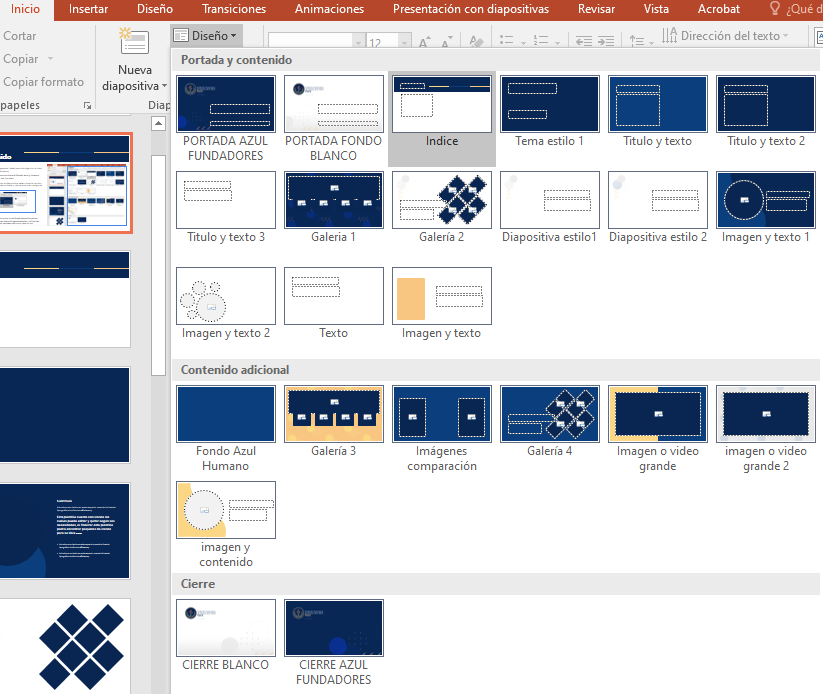 Inicio Insertar Diseño Transiciones Animaciones Presentación con diapositivas Revisar Vista Acrobat ¿Qué d
Cortar
Copiar
Copiar formato
papeles
Nueva
diapositiva
Diap
Diseño
12
Dirección del texto
Portada y contenido
PORTADA AZUL
FUNDADORES
PORTADA FONDO
BLANCO
Indice
Tema estilo 1
Titulo y texto
Titulo y texto 2
Titulo y texto 3
Galeria 1
Galería 2
Diapositiva estilo1
Diapositiva estilo 2
Imagen y texto 1
Imagen y texto 2
Texto
Imagen y texto
Contenido adicional
Fondo Azul
Humano
Galería 3
Imágenes
comparación
Galería 4
Imagen o video
grande
imagen o video
grande 2
imagen y
contenido
Cierre
CIERRE BLANCO
CIERRE AZUL
FUNDADORES